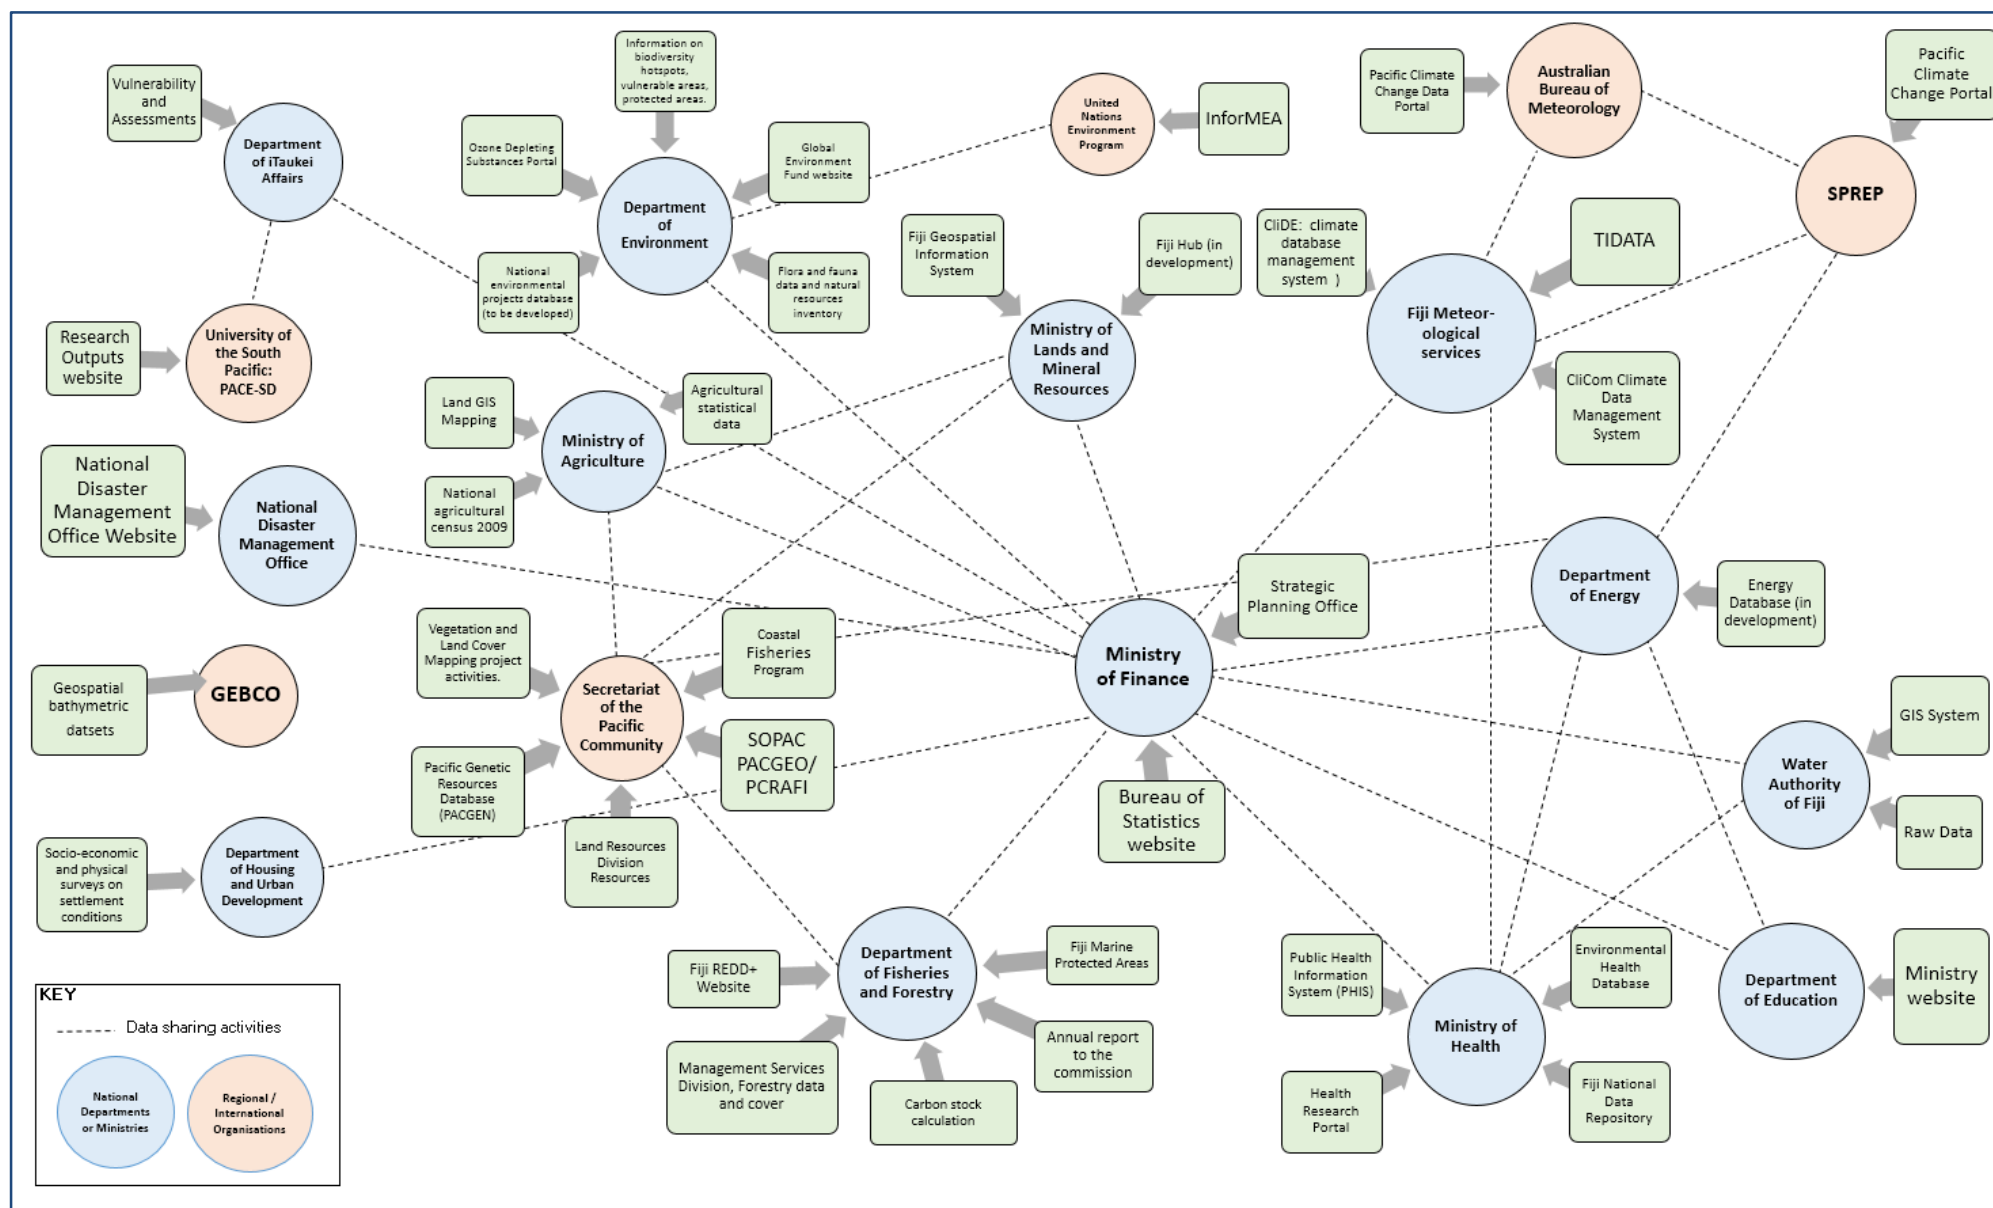 Vulnerability
and
Assessments
Department
of iTaukei
Affairs
Research
Outputs
website
University of
the South
Pacific:
PACE-SD
National
Disaster
Management
Office Website
National
Disaster
Management
Office
Geospatial
bathymetric
datsets
GEBCO
Socio-economic
and physical
surveys on
settlement
conditions
Department
of Housing
and Urban
Development
Information on
biodiversity
hotspots,
vulnerable areas,
protected areas.
Ozone Depleting
Substances Portal
Global
Environment
Fund website
Department
of
Environment
National
environmental
projects database
(to be developed)
Flora and fauna
data and natural
resources
inventory
United
Nations
Environment
Program
InforMEA
Land GIS
Mapping
Agricultural
statistical
data
Ministry of
Agriculture
National
agricultural
census 2009
Fiji Geospatial
Information
System
Fiji Hub (in
development)
Ministry of
Lands and
Mineral
Resources
Pacific Climate
Change Data
Portal
Australian
Bureau of
Meteorology
Pacific
Climate
Change Portal
SPREP
CliDE:  climate
database
management
system  )
TIDATA
Fiji Meteor-
ological
services
CliCom Climate
Data
Management
System
Vegetation and
Land Cover
Mapping project
activities.
Coastal
Fisheries
Program
Secretariat
of the
Pacific
Community
SOPAC
PACGEO/
PCRAFI
Pacific Genetic
Resources
Database
(PACGEN)
Land Resources
Division
Resources
Strategic
Planning Office
Ministry
of Finance
Bureau of
Statistics
website
Department
of Energy
Energy
Database (in
development)
GIS System
Water
Authority
of Fiji
Raw Data
Fiji REDD+
Website
Department
of Fisheries
and Forestry
Fiji Marine
Protected Areas
Management Services
Division, Forestry data
and cover
Carbon stock
calculation
Annual report
to the
commission
Public Health
Information
System (PHIS)
Environmental
Health
Database
Ministry of
Health
Health
Research
Portal
Fiji National
Data
Repository
Department
of Education
Ministry
website
KEY
Data sharing activities
National
Departments
or Ministries
Regional /
International
Organisations